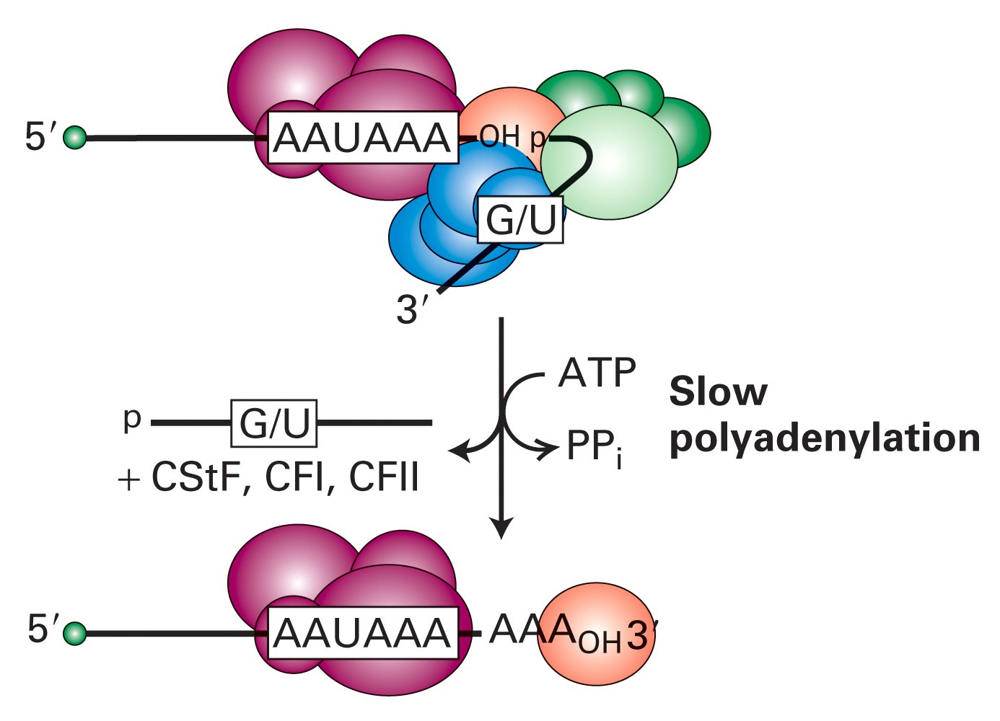 5′ AAUAAA OH p
G/U
3′
ATP
Slow
polyadenylation
p G/U
PPi
+ CStF, CFI, CFII
5′ AAUAAA AAAOH3′